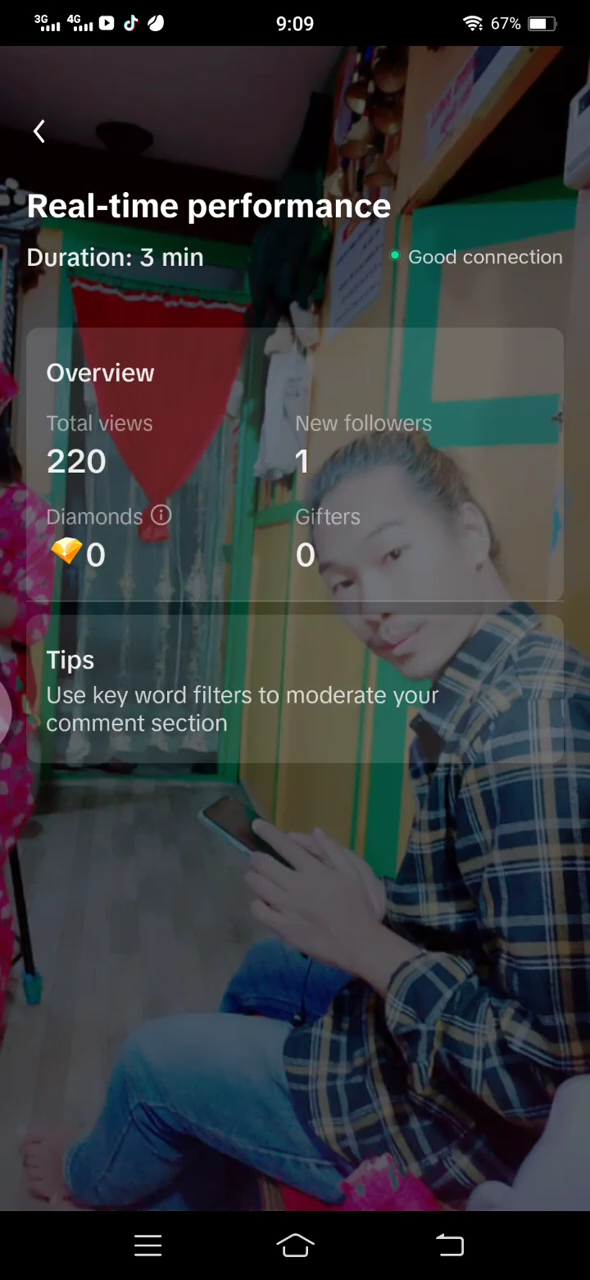 3G 4G 9:09 67%
Real-time performance
Duration: 3 min Good connection
Overview
Total views New followers
220 1
Diamonds Gifters
0 0
Tips
Use key word filters to moderate your
comment section